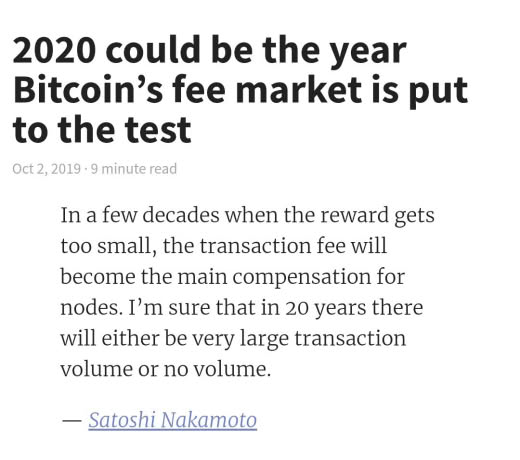 2020 could be the year
Bitcoin’s fee market is put
to the test
Oct 2, 2019 · 9 minute read
In a few decades when the reward gets
too small, the transaction fee will
become the main compensation for
nodes. I’m sure that in 20 years there
will either be very large transaction
volume or no volume.
— Satoshi Nakamoto